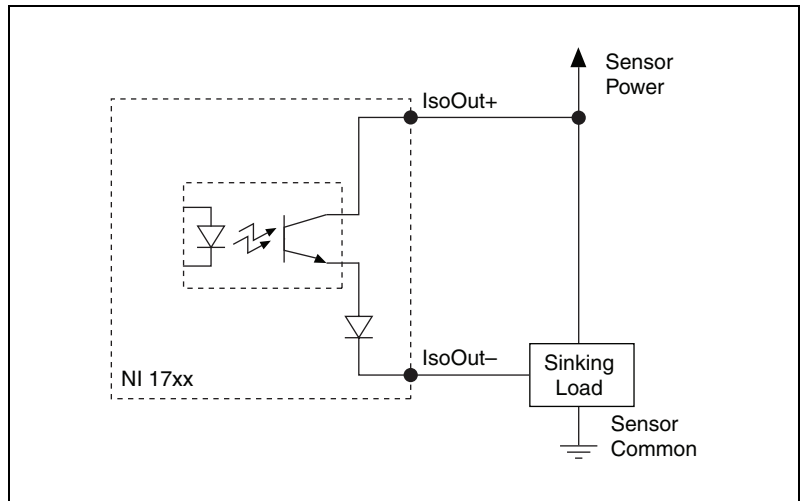 Sensor
Power
IsoOut+
IsoOut–
NI 17xx
Sinking
Load
Sensor
Common